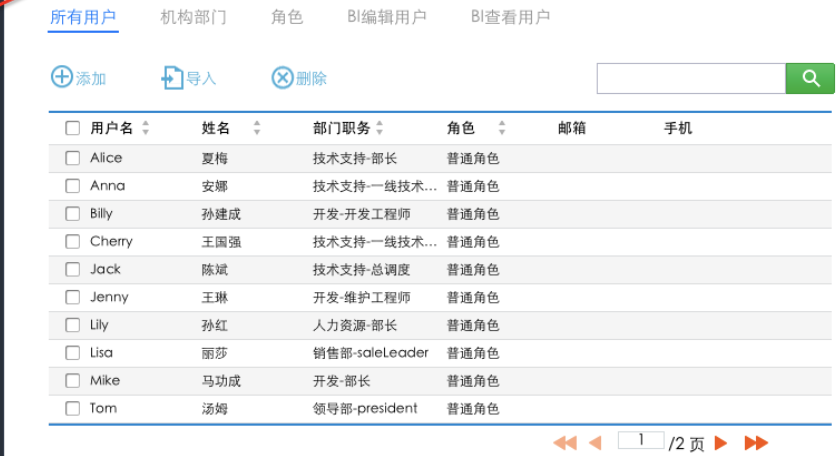 所有用户 机构部门 角色 BI编辑用户 BI查看用户
添加 导入 删除
用户名 姓名 部门职务 角色 邮箱 手机
Alice 夏梅 技术支持-部长 普通角色
Anna 安娜 技术支持-一线技术... 普通角色
Billy 孙建成 开发-开发工程师 普通角色
Cherry 王国强 技术支持-一线技术... 普通角色
Jack 陈斌 技术支持-总调度 普通角色
Jenny 王琳 开发-维护工程师 普通角色
Lily 孙红 人力资源-部长 普通角色
Lisa 丽莎 销售部-saleLeader 普通角色
Mike 马功成 开发-部长 普通角色
Tom 汤姆 领导部-president 普通角色
1 /2 页